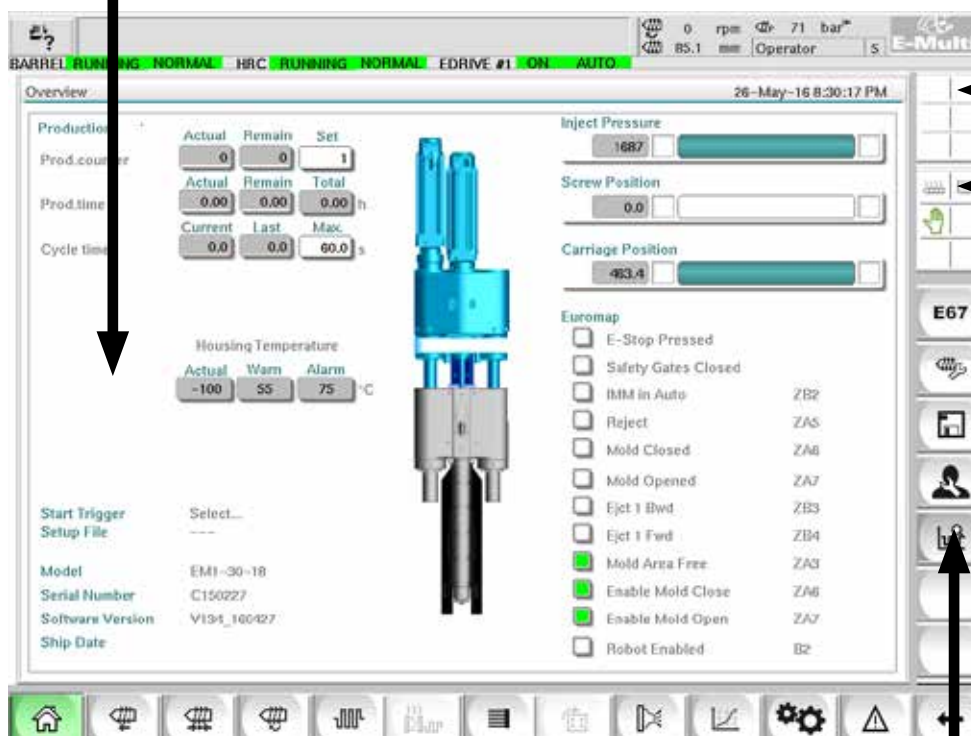 0 rpm 71 bar
85.1 mm Operator S E-Mult
BARREL RUNNING NORMAL HRC RUNNING NORMAL EDRIVE #1 ON AUTO
Overview 26-May-16 8:30:17 PM
Production
Actual Remain Set
Prod.counter 0 0 1
Actual Remain Total
Prod.time 0.00 0.00 0.00 h
Current Last Max.
Cycle time 0.0 0.0 60.0 s
Housing Temperature
Actual Warn Alarm
-100 55 75 °C
Start Trigger Select...
Setup File ---
Model EM1-30-18
Serial Number C150227
Software Version V134_160427
Ship Date
Inject Pressure
1687
Screw Position
0.0
Carriage Position
463.4
Euromap
E-Stop Pressed
Safety Gates Closed
IMM in Auto ZB2
Reject ZA5
Mold Closed ZA6
Mold Opened ZA7
Ejct 1 Bwd ZB3
Ejct 1 Fwd ZB4
Mold Area Free ZA3
Enable Mold Close ZA6
Enable Mold Open ZA7
Robot Enabled B2
E67